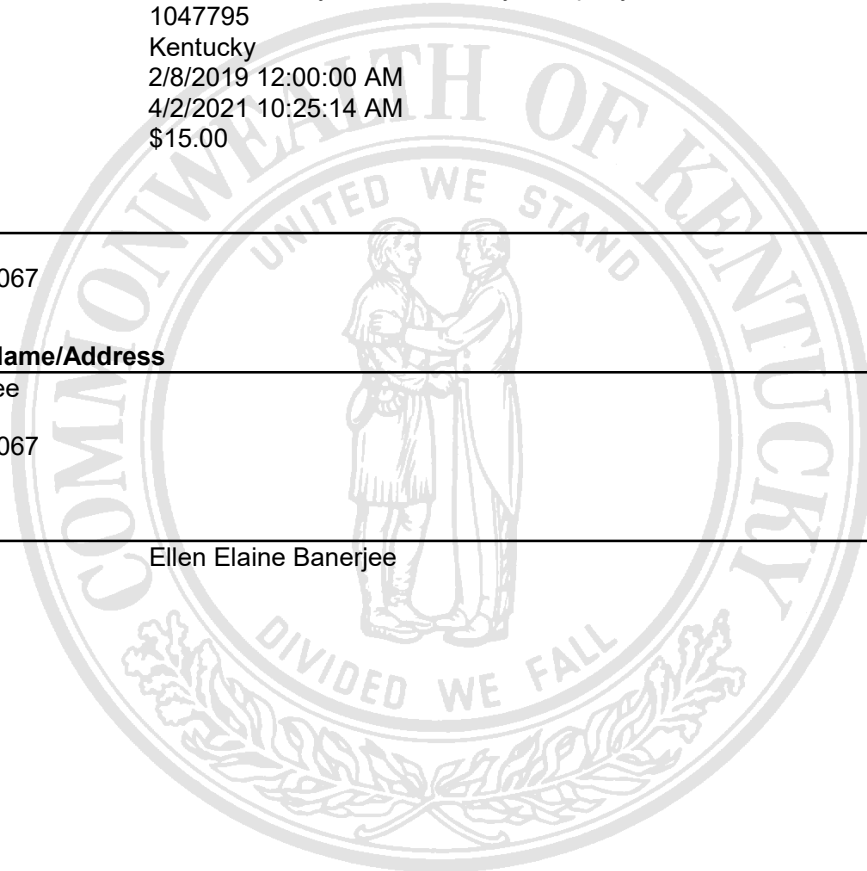 1047795
Kentucky
2/8/2019 12:00:00 AM
4/2/2021 10:25:14 AM
$15.00
067
ame/Address
ee
067
Ellen Elaine Banerjee
COMMONWEALTH OF KENTUCKY
UNITED WE STAND
DIVIDED WE FALL